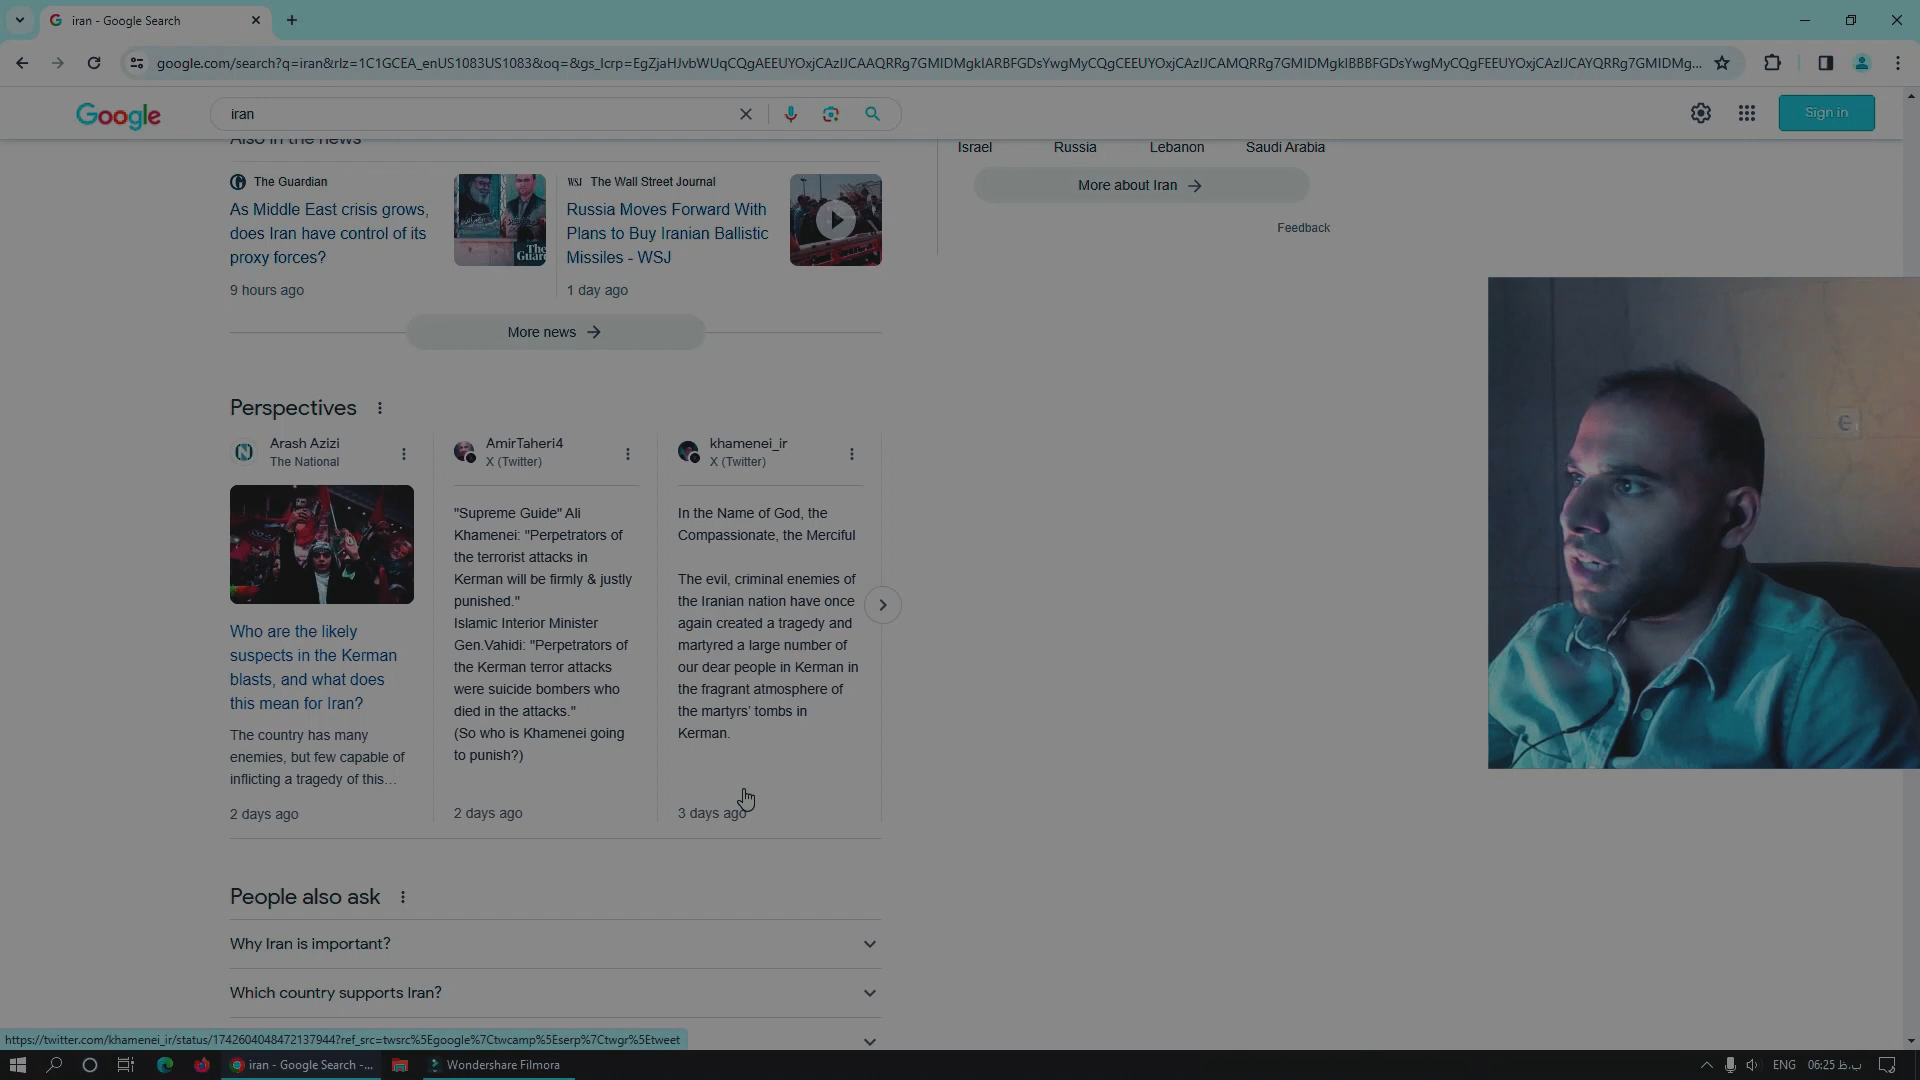 iran - Google Search
google.com/search?q=iran&rlz=1C1GCEA_enUS1083US1083&oq=&gs_lcrp=EgZjaHJvbWUqCQgAEEUYOxjCAzIJCAAQRRg7GMIDMgkIARBFGDsYwgMyCQgCEEUYOxjCAzIJCAMQRRg7GMIDMgkIBBBFGDsYwgMyCQgFEEUYOxjCAzIJCAYQRRg7GMIDMg...
Google
iran
Sign in
Also in the news
Israel Russia Lebanon Saudi Arabia
More about Iran
Feedback
The Guardian
As Middle East crisis grows,
does Iran have control of its
proxy forces?
9 hours ago
WSJ The Wall Street Journal
Russia Moves Forward With
Plans to Buy Iranian Ballistic
Missiles - WSJ
1 day ago
More news
Perspectives
Arash Azizi
The National
Who are the likely
suspects in the Kerman
blasts, and what does
this mean for Iran?
The country has many
enemies, but few capable of
inflicting a tragedy of this...
2 days ago
AmirTaheri4
X (Twitter)
"Supreme Guide" Ali
Khamenei: "Perpetrators of
the terrorist attacks in
Kerman will be firmly & justly
punished."
Islamic Interior Minister
Gen.Vahidi: "Perpetrators of
the Kerman terror attacks
were suicide bombers who
died in the attacks."
(So who is Khamenei going
to punish?)
2 days ago
khamenei_ir
X (Twitter)
In the Name of God, the
Compassionate, the Merciful
The evil, criminal enemies of
the Iranian nation have once
again created a tragedy and
martyred a large number of
our dear people in Kerman in
the fragrant atmosphere of
the martyrs' tombs in
Kerman.
3 days ago
People also ask
Why Iran is important?
Which country supports Iran?
https://twitter.com/khamenei_ir/status/1742604048472137944?ref_src=twsrc%5Egoogle%7Ctwcamp%5Eserp%7Ctwgr%5Etweet
iran - Google Search -...
Wondershare Filmora
ENG
06:25 ب.ظ